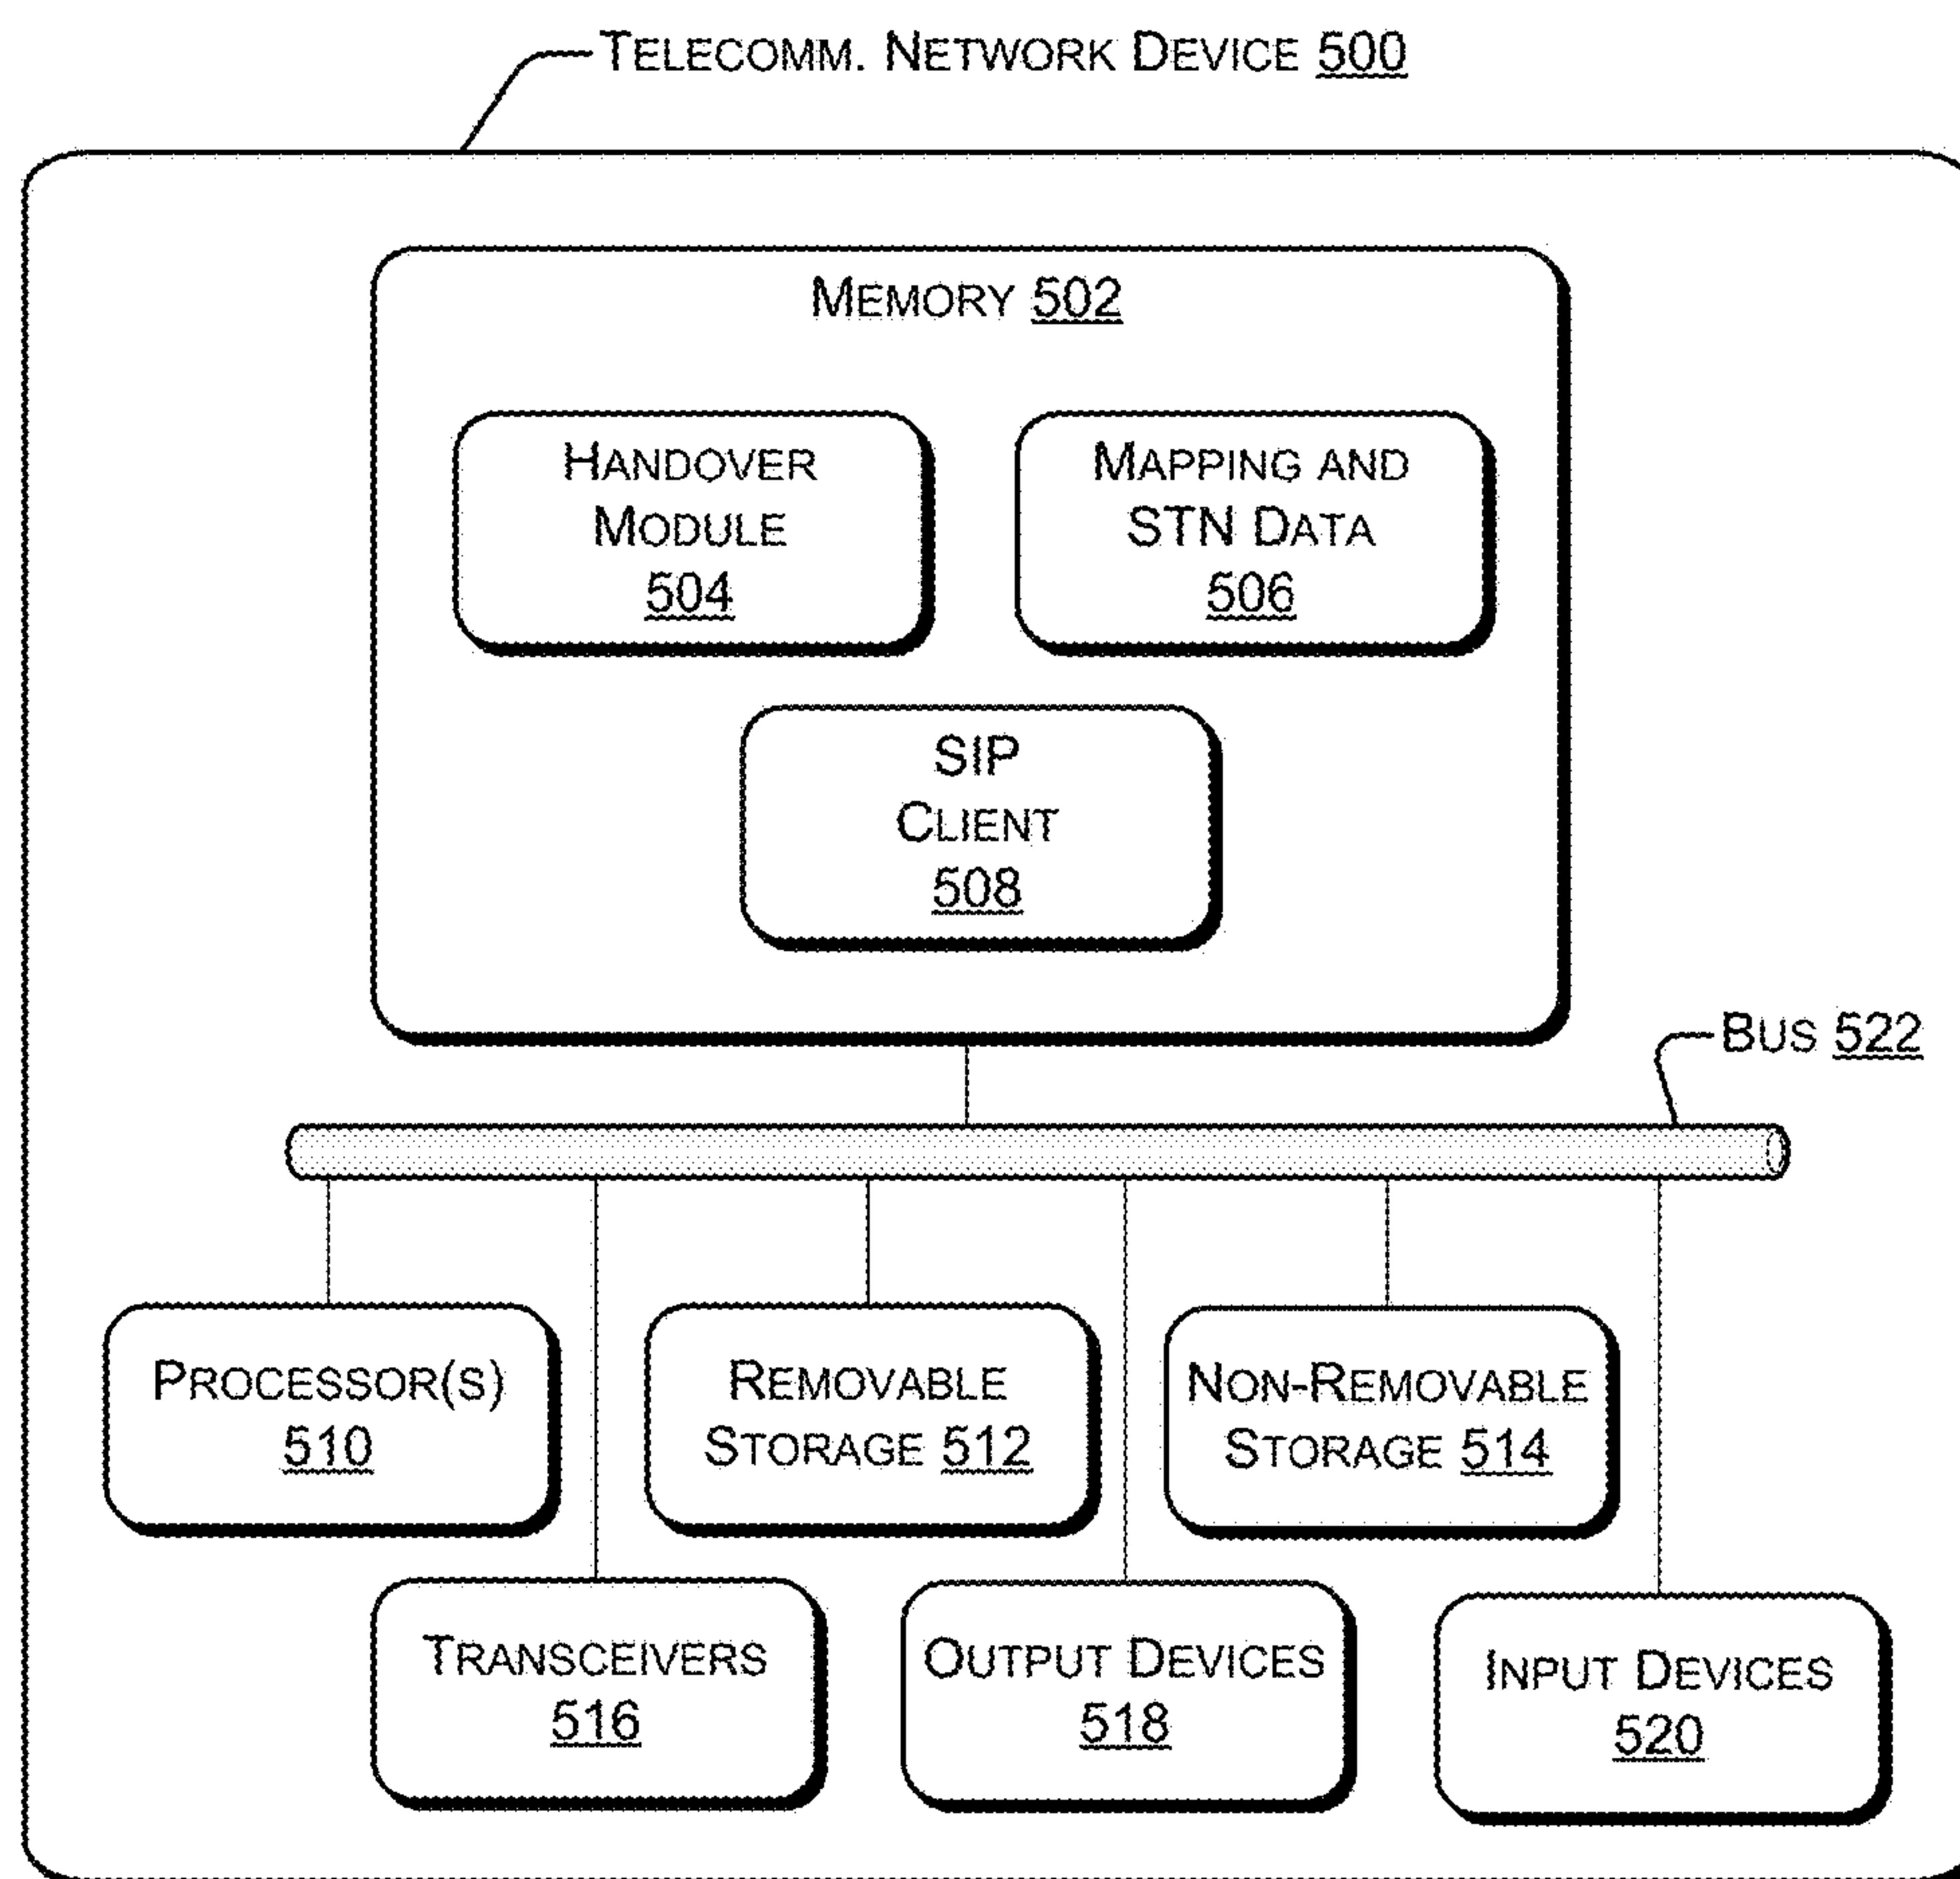 TELECOMM. NETWORK DEVICE 500
MEMORY 502
HANDOVER
MODULE
504
MAPPING AND
STN DATA
506
SIP
CLIENT
508
BUS 522
PROCESSOR(S)
510
REMOVABLE
STORAGE 512
NON-REMOVABLE
STORAGE 514
TRANSCEIVERS
516
OUTPUT DEVICES
518
INPUT DEVICES
520